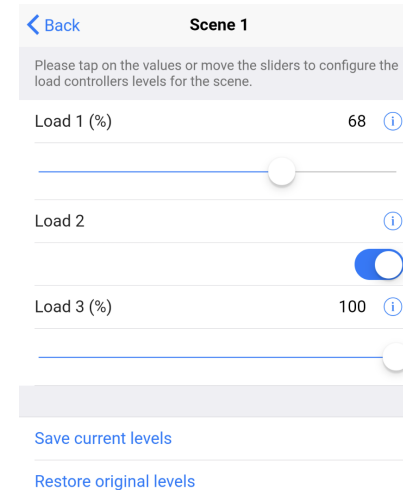 Back
Scene 1
Please tap on the values or move the sliders to configure the
load controllers levels for the scene.
Load 1 (%) 68 i
Load 2 i
Load 3 (%) 100 i
Save current levels
Restore original levels